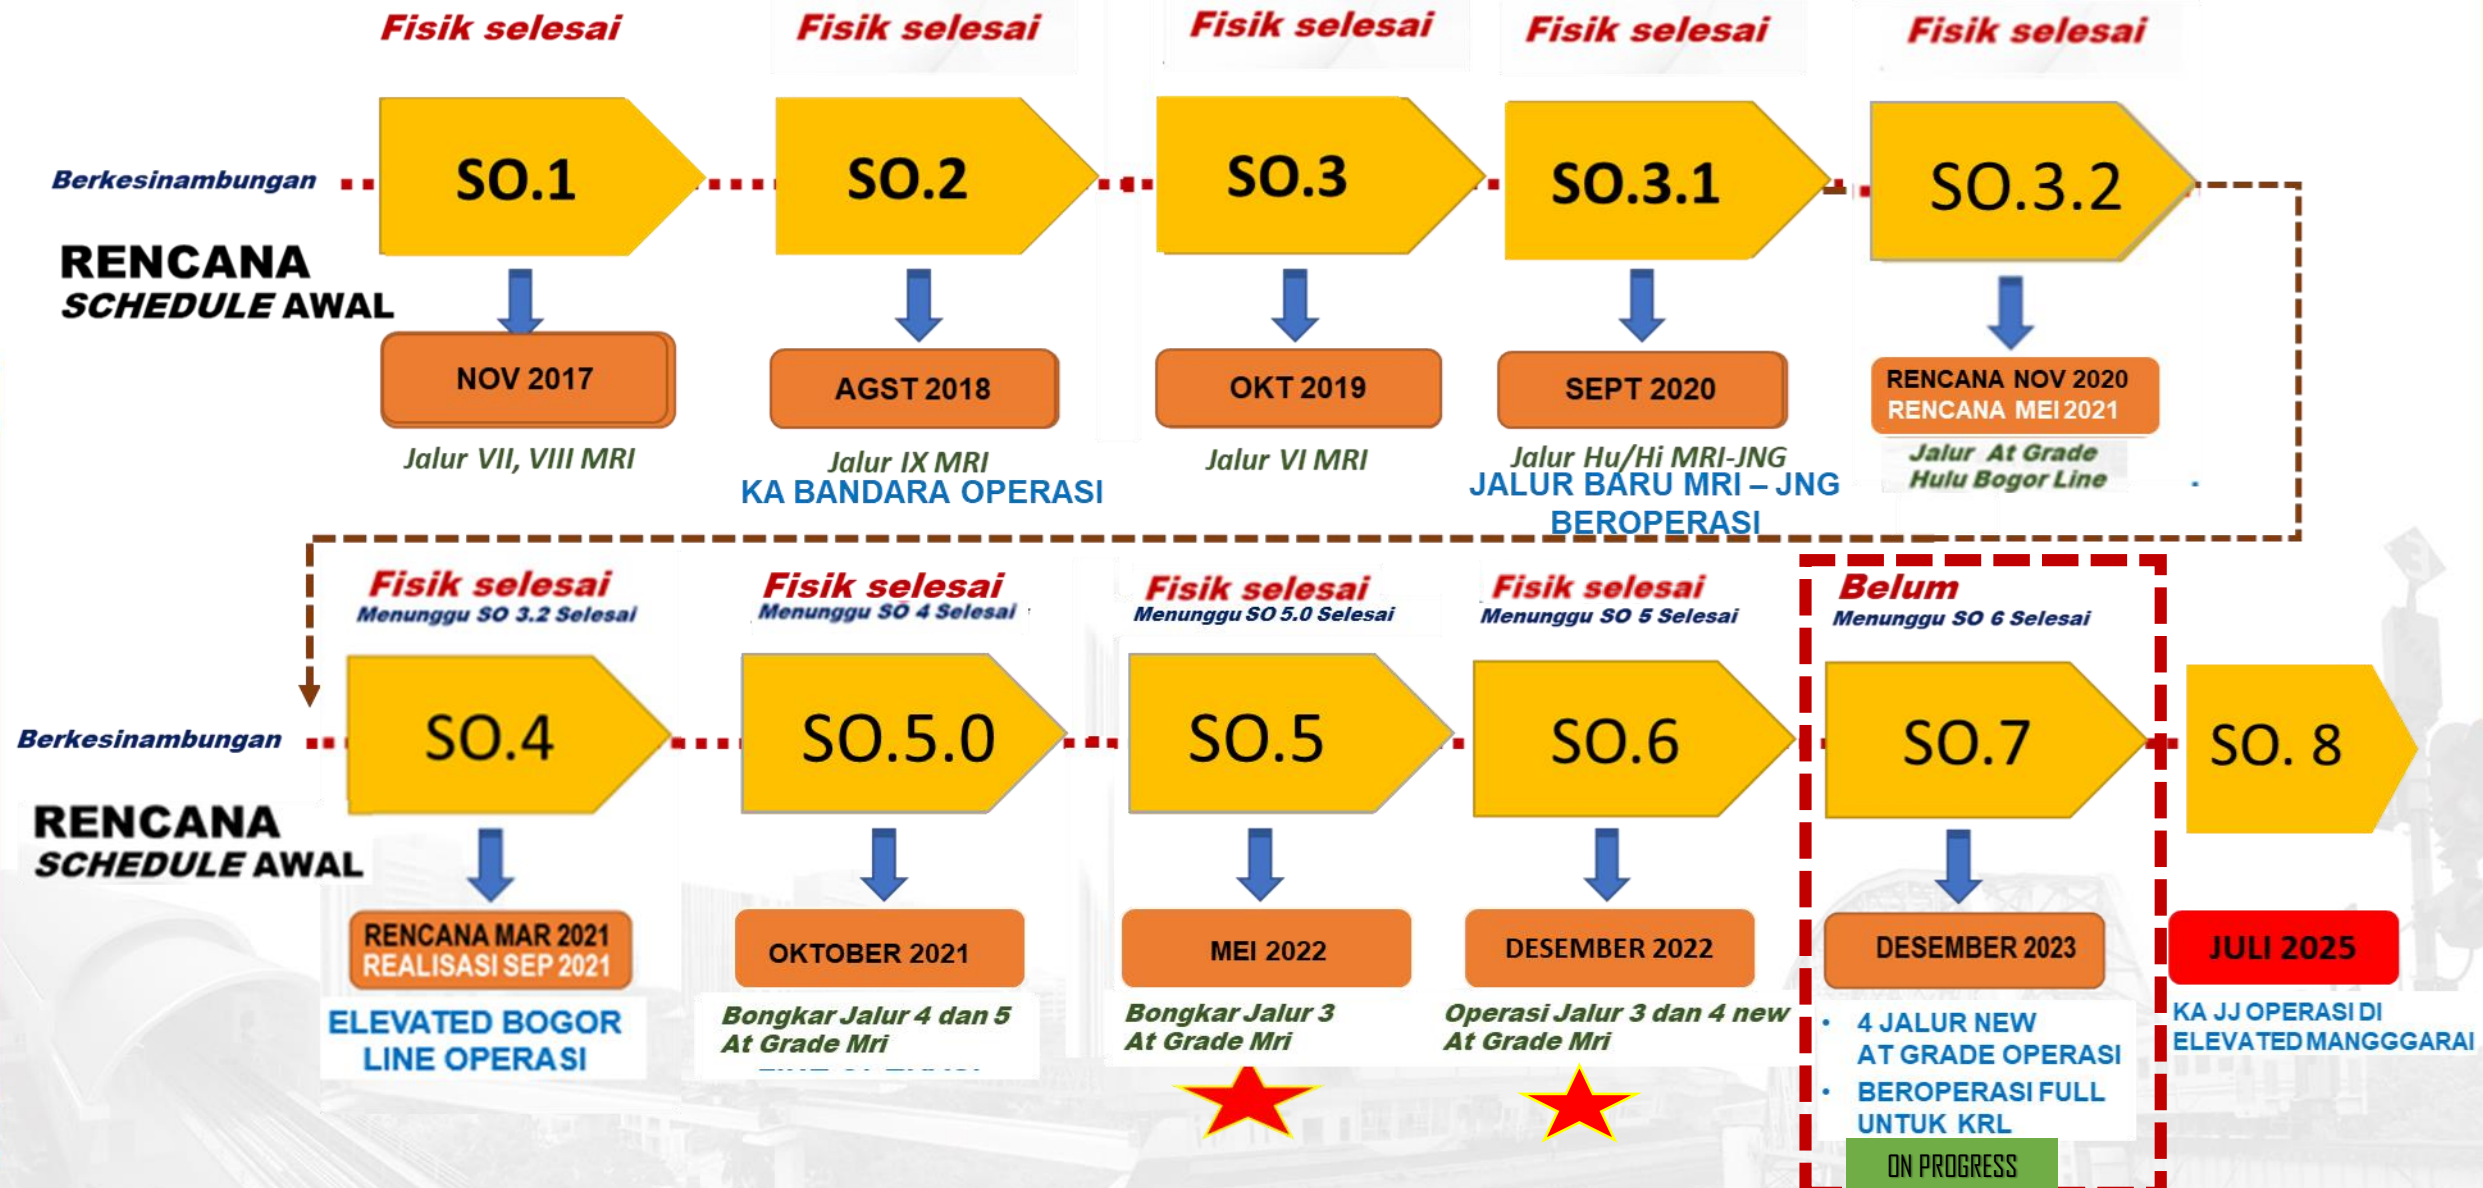 Fisik selesai
Fisik selesai
Fisik selesai
Fisik selesai
Fisik selesai
Berkesinambungan
SO.1
SO.2
SO.3
SO.3.1
SO.3.2
RENCANA
SCHEDULE AWAL
NOV 2017
AGST 2018
OKT 2019
SEPT 2020
RENCANA NOV 2020
RENCANA MEI 2021
Jalur VII, VIII MRI
Jalur IX MRI
KA BANDARA OPERASI
Jalur VI MRI
Jalur Hu/Hi MRI-JNG
JALUR BARU MRI – JNG
BEROPERASI
Jalur At Grade
Hulu Bogor Line
Fisik selesai
Menunggu SO 3.2 Selesai
Fisik selesai
Menunggu SO 4 Selesai
Fisik selesai
Menunggu SO 5.0 Selesai
Fisik selesai
Menunggu SO 5 Selesai
Belum
Menunggu SO 6 Selesai
Berkesinambungan
SO.4
SO.5.0
SO.5
SO.6
SO.7
SO. 8
RENCANA
SCHEDULE AWAL
RENCANA MAR 2021
REALISASI SEP 2021
OKTOBER 2021
MEI 2022
DESEMBER 2022
DESEMBER 2023
JULI 2025
ELEVATED BOGOR
LINE OPERASI
Bongkar Jalur 4 dan 5
At Grade Mri
Bongkar Jalur 3
At Grade Mri
Operasi Jalur 3 dan 4 new
At Grade Mri
• 4 JALUR NEW
AT GRADE OPERASI
• BEROPERASI FULL
UNTUK KRL
KA JJ OPERASI DI
ELEVATED MANGGGARAI
ON PROGRESS